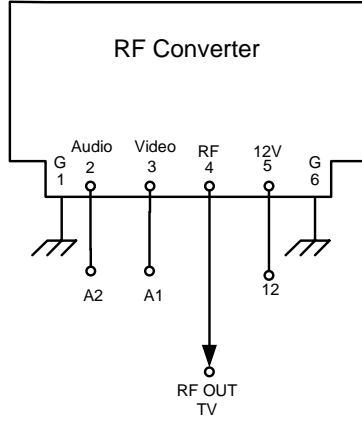 RF Converter
G Audio Video RF 12V G
1 2 3 4 5 6
A2 A1 12
RF OUT
TV